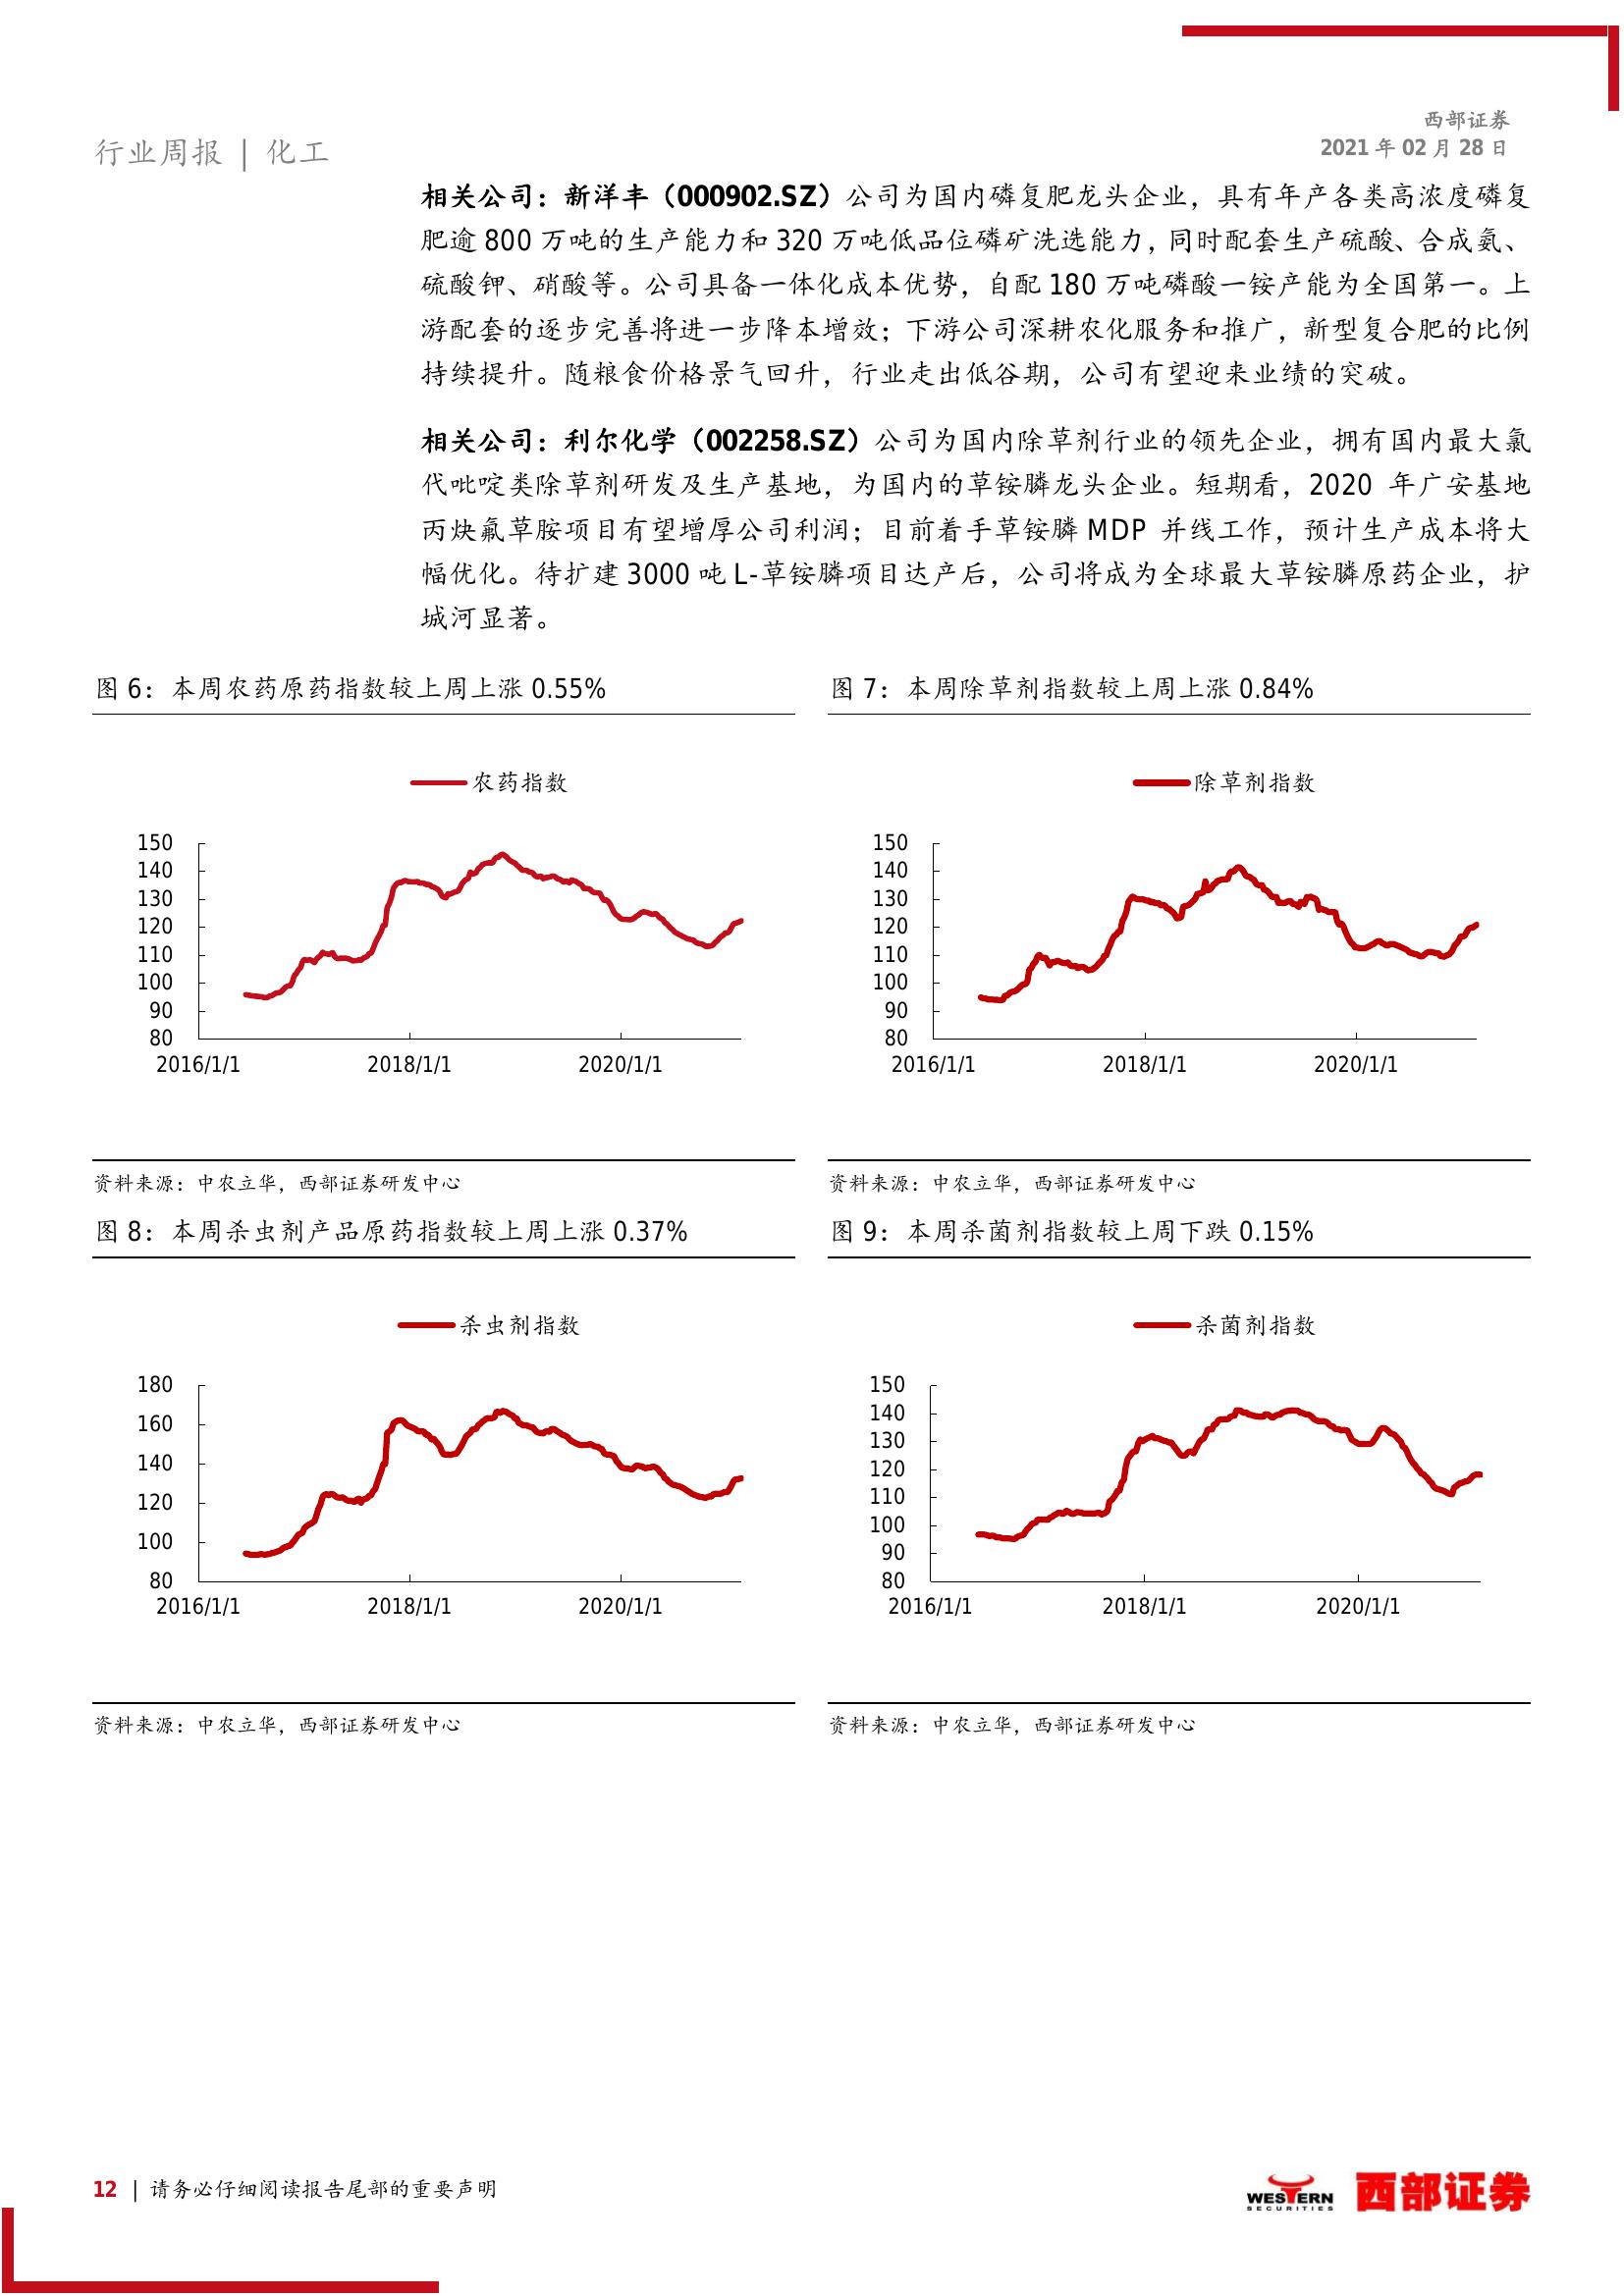 西部证券
2021 年 02 月 28 日
行业周报 | 化工
相关公司：新洋丰（000902.SZ）公司为国内磷复肥龙头企业，具有年产各类高浓度磷复
肥逾 800 万吨的生产能力和 320 万吨低品位磷矿洗选能力，同时配套生产硫酸、合成氨、
硫酸钾、硝酸等。公司具备一体化成本优势，自配 180 万吨磷酸一铵产能为全国第一。上
游配套的逐步完善将进一步降本增效；下游公司深耕农化服务和推广，新型复合肥的比例
持续提升。随粮食价格景气回升，行业走出低谷期，公司有望迎来业绩的突破。
相关公司：利尔化学（002258.SZ）公司为国内除草剂行业的领先企业，拥有国内最大氯
代吡啶类除草剂研发及生产基地，为国内的草铵膦龙头企业。短期看，2020 年广安基地
丙炔氟草胺项目有望增厚公司利润；目前着手草铵膦 MDP 并线工作，预计生产成本将大
幅优化。待扩建 3000 吨 L-草铵膦项目达产后，公司将成为全球最大草铵膦原药企业，护
城河显著。
图 6：本周农药原药指数较上周上涨 0.55%
农药指数
150
140
130
120
110
100
90
80
2016/1/1 2018/1/1 2020/1/1
资料来源：中农立华，西部证券研发中心
图 7：本周除草剂指数较上周上涨 0.84%
除草剂指数
150
140
130
120
110
100
90
80
2016/1/1 2018/1/1 2020/1/1
资料来源：中农立华，西部证券研发中心
图 8：本周杀虫剂产品原药指数较上周上涨 0.37%
杀虫剂指数
180
160
140
120
100
80
2016/1/1 2018/1/1 2020/1/1
资料来源：中农立华，西部证券研发中心
图 9：本周杀菌剂指数较上周下跌 0.15%
杀菌剂指数
150
140
130
120
110
100
90
80
2016/1/1 2018/1/1 2020/1/1
资料来源：中农立华，西部证券研发中心
12 | 请务必仔细阅读报告尾部的重要声明
WESTERN
SECURITIES
西部证券